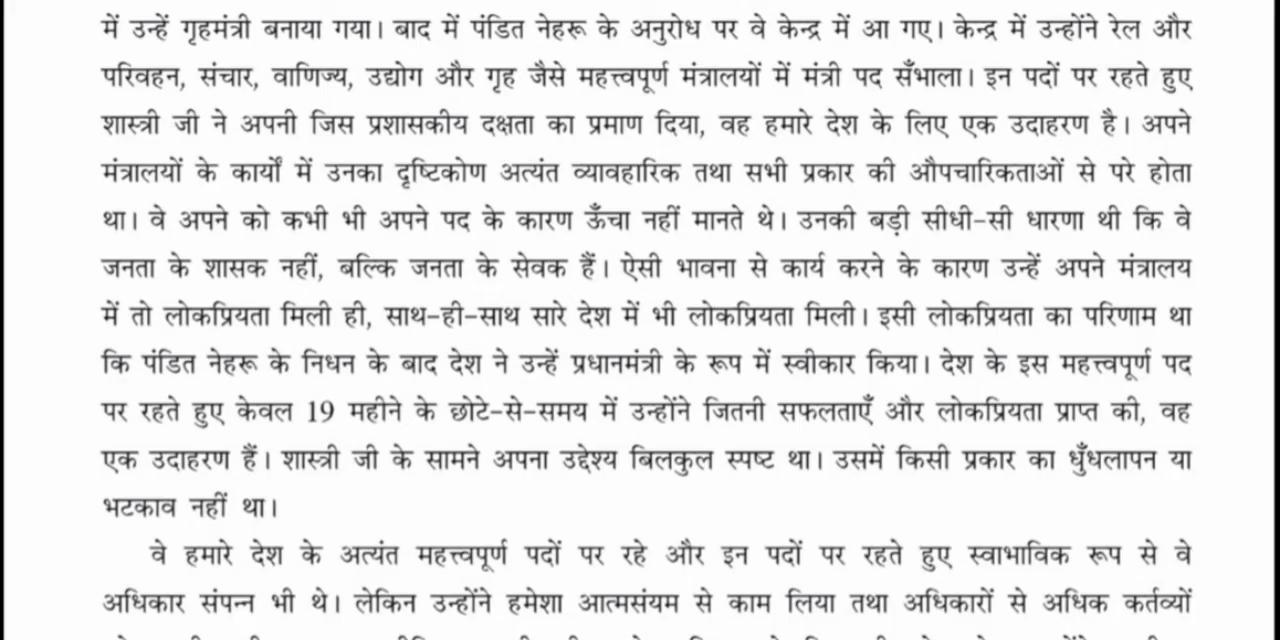 में उन्हें गृहमंत्री बनाया गया। बाद में पंडित नेहरू के अनुरोध पर वे केन्द्र में आ गए। केन्द्र में उन्होंने रेल और
परिवहन, संचार, वाणिज्य, उद्योग और गृह जैसे महत्त्वपूर्ण मंत्रालयों में मंत्री पद सँभाला। इन पदों पर रहते हुए
शास्त्री जी ने अपनी जिस प्रशासकीय दक्षता का प्रमाण दिया, वह हमारे देश के लिए एक उदाहरण है। अपने
मंत्रालयों के कार्यों में उनका दृष्टिकोण अत्यंत व्यावहारिक तथा सभी प्रकार की औपचारिकताओं से परे होता
था। वे अपने को कभी भी अपने पद के कारण ऊँचा नहीं मानते थे। उनकी बड़ी सीधी-सी धारणा थी कि वे
जनता के शासक नहीं, बल्कि जनता के सेवक हैं। ऐसी भावना से कार्य करने के कारण उन्हें अपने मंत्रालय
में तो लोकप्रियता मिली ही, साथ-ही-साथ सारे देश में भी लोकप्रियता मिली। इसी लोकप्रियता का परिणाम था
कि पंडित नेहरू के निधन के बाद देश ने उन्हें प्रधानमंत्री के रूप में स्वीकार किया। देश के इस महत्त्वपूर्ण पद
पर रहते हुए केवल 19 महीने के छोटे-से-समय में उन्होंने जितनी सफलताएँ और लोकप्रियता प्राप्त की, वह
एक उदाहरण हैं। शास्त्री जी के सामने अपना उद्देश्य बिलकुल स्पष्ट था। उसमें किसी प्रकार का धुँधलापन या
भटकाव नहीं था।
वे हमारे देश के अत्यंत महत्त्वपूर्ण पदों पर रहे और इन पदों पर रहते हुए स्वाभाविक रूप से वे
अधिकार संपन्न भी थे। लेकिन उन्होंने हमेशा आत्मसंयम से काम लिया तथा अधिकारों से अधिक कर्तव्यों